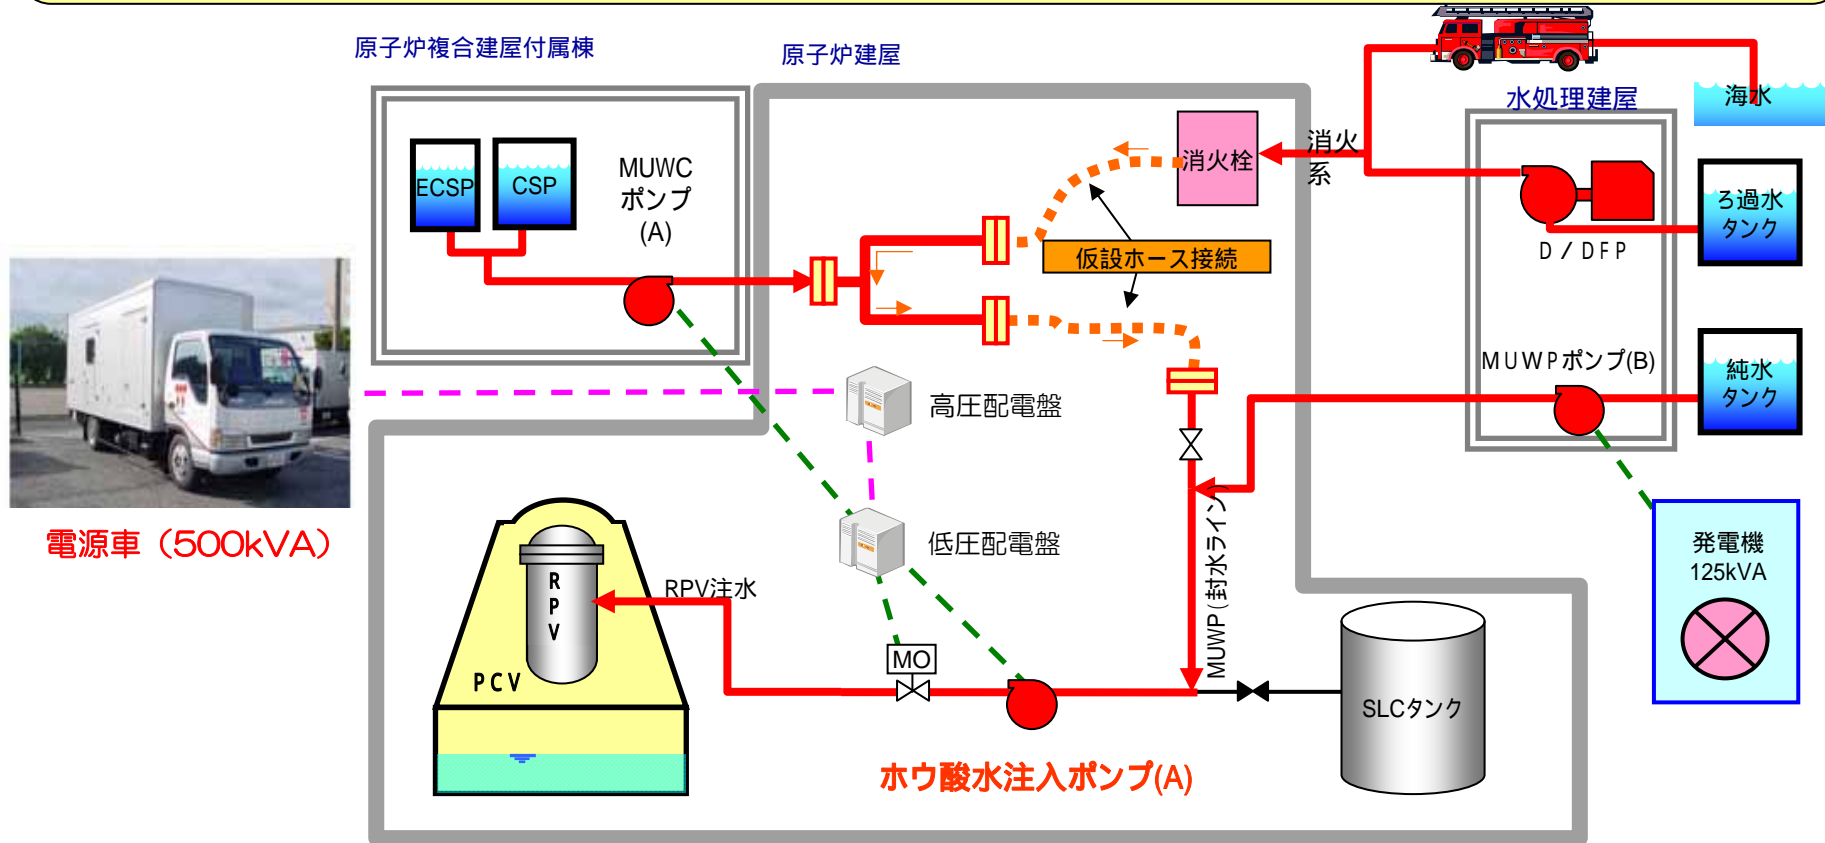 原子炉複合建屋付属棟
原子炉建屋
水処理建屋
海水
ECSP
CSP
MUWC
ポンプ
(A)
消火栓
消火
系
仮設ホース接続
D/DFP
ろ過水
タンク
MUWPポンプ(B)
純水
タンク
高圧配電盤
低圧配電盤
電源車（500kVA）
RPV
PCV
RPV注水
MO
MUWP(封水ライン)
SLCタンク
発電機
125kVA
ホウ酸水注入ポンプ(A)